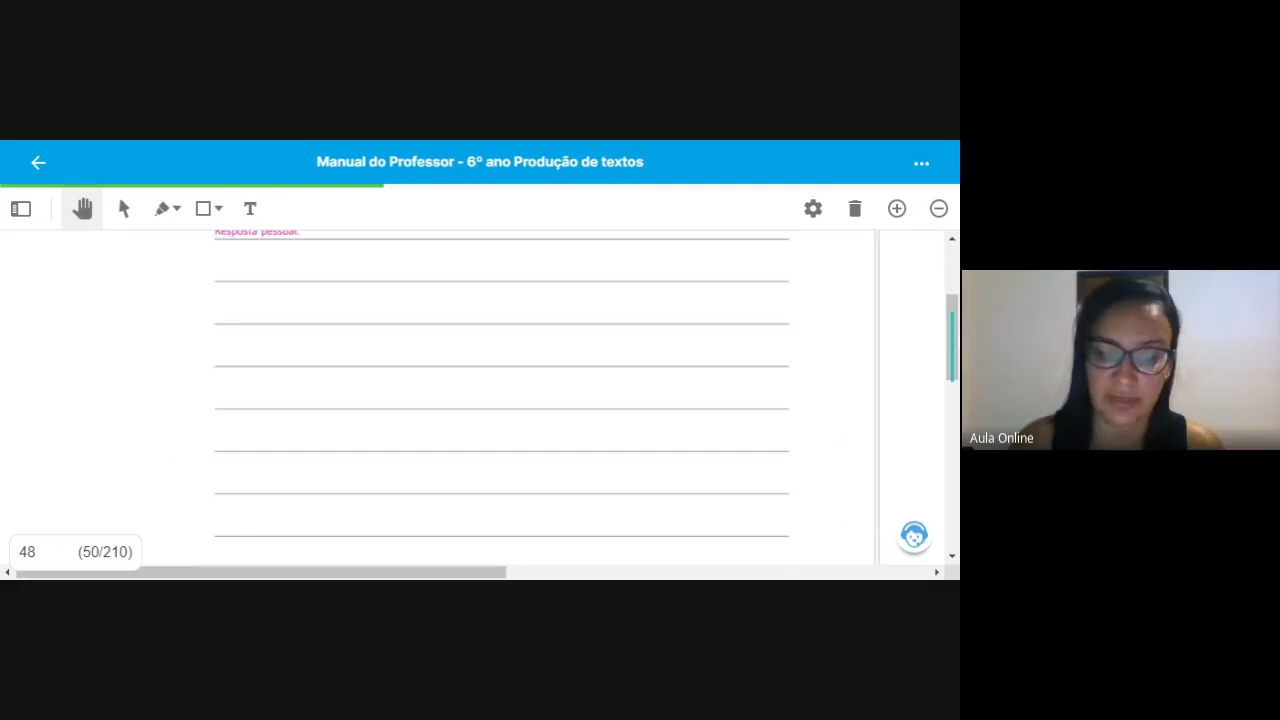 Manual do Professor - 6º ano Produção de textos
T
Resposta pessoal.
48 (50/210)
Aula Online